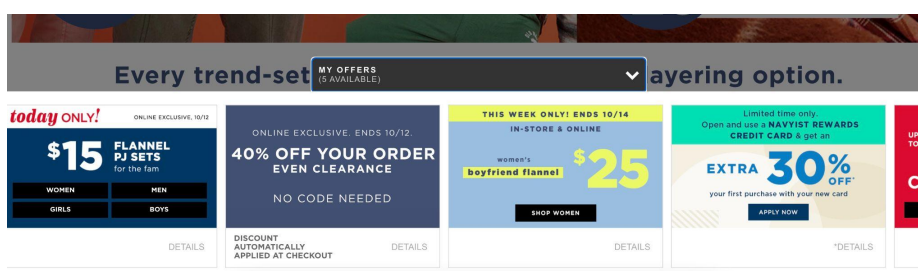 Every trend-set
MY OFFERS
(5 AVAILABLE)
ayering option.
today ONLY!
ONLINE EXCLUSIVE, 10/12
$15
FLANNEL
PJ SETS
for the fam
WOMEN
MEN
GIRLS
BOYS
DETAILS
ONLINE EXCLUSIVE. ENDS 10/12.
40% OFF YOUR ORDER
EVEN CLEARANCE
NO CODE NEEDED
DISCOUNT
AUTOMATICALLY
APPLIED AT CHECKOUT
DETAILS
THIS WEEK ONLY! ENDS 10/14
IN-STORE & ONLINE
women's
boyfriend flannel
$25
SHOP WOMEN
DETAILS
Limited time only.
Open and use a NAVYIST REWARDS
CREDIT CARD & get an
EXTRA 30% OFF*
your first purchase with your new card
APPLY NOW
*DETAILS
UP
TO